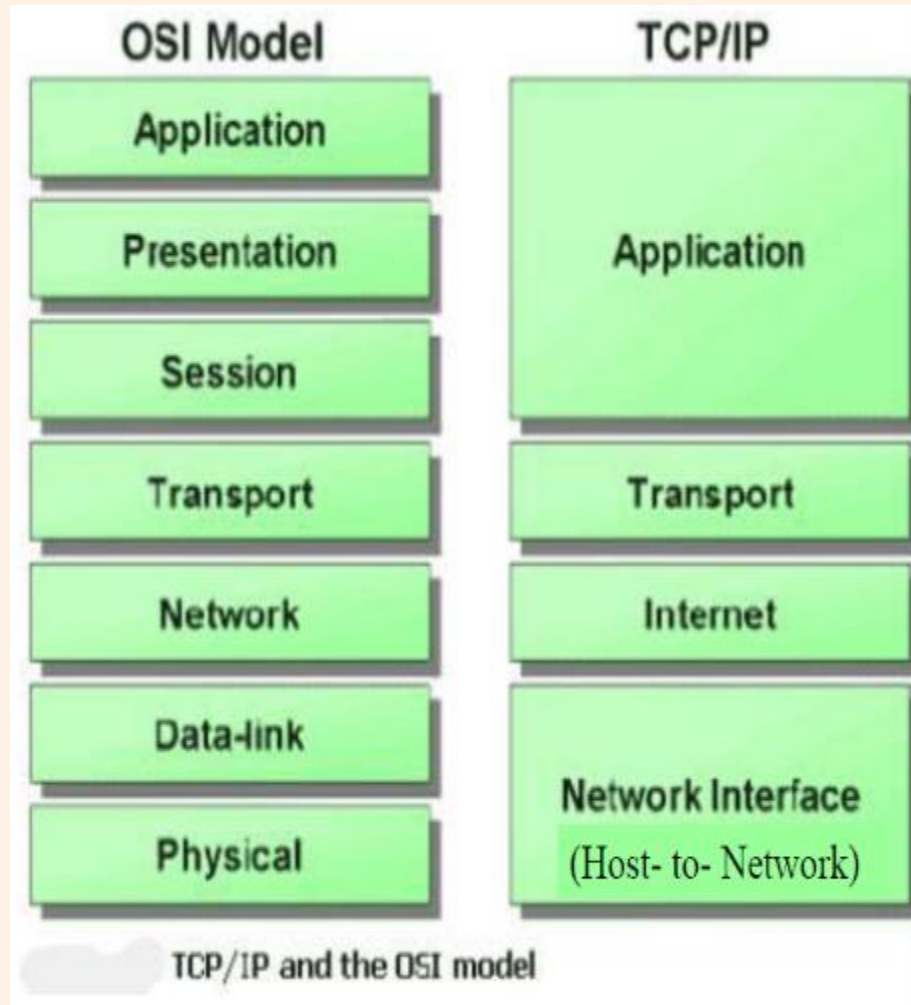 OSI Model
Application
Presentation
Session
Transport
Network
Data-link
Physical
TCP/IP
Application
Transport
Internet
Network Interface
(Host- to- Network)
TCP/IP and the OSI model